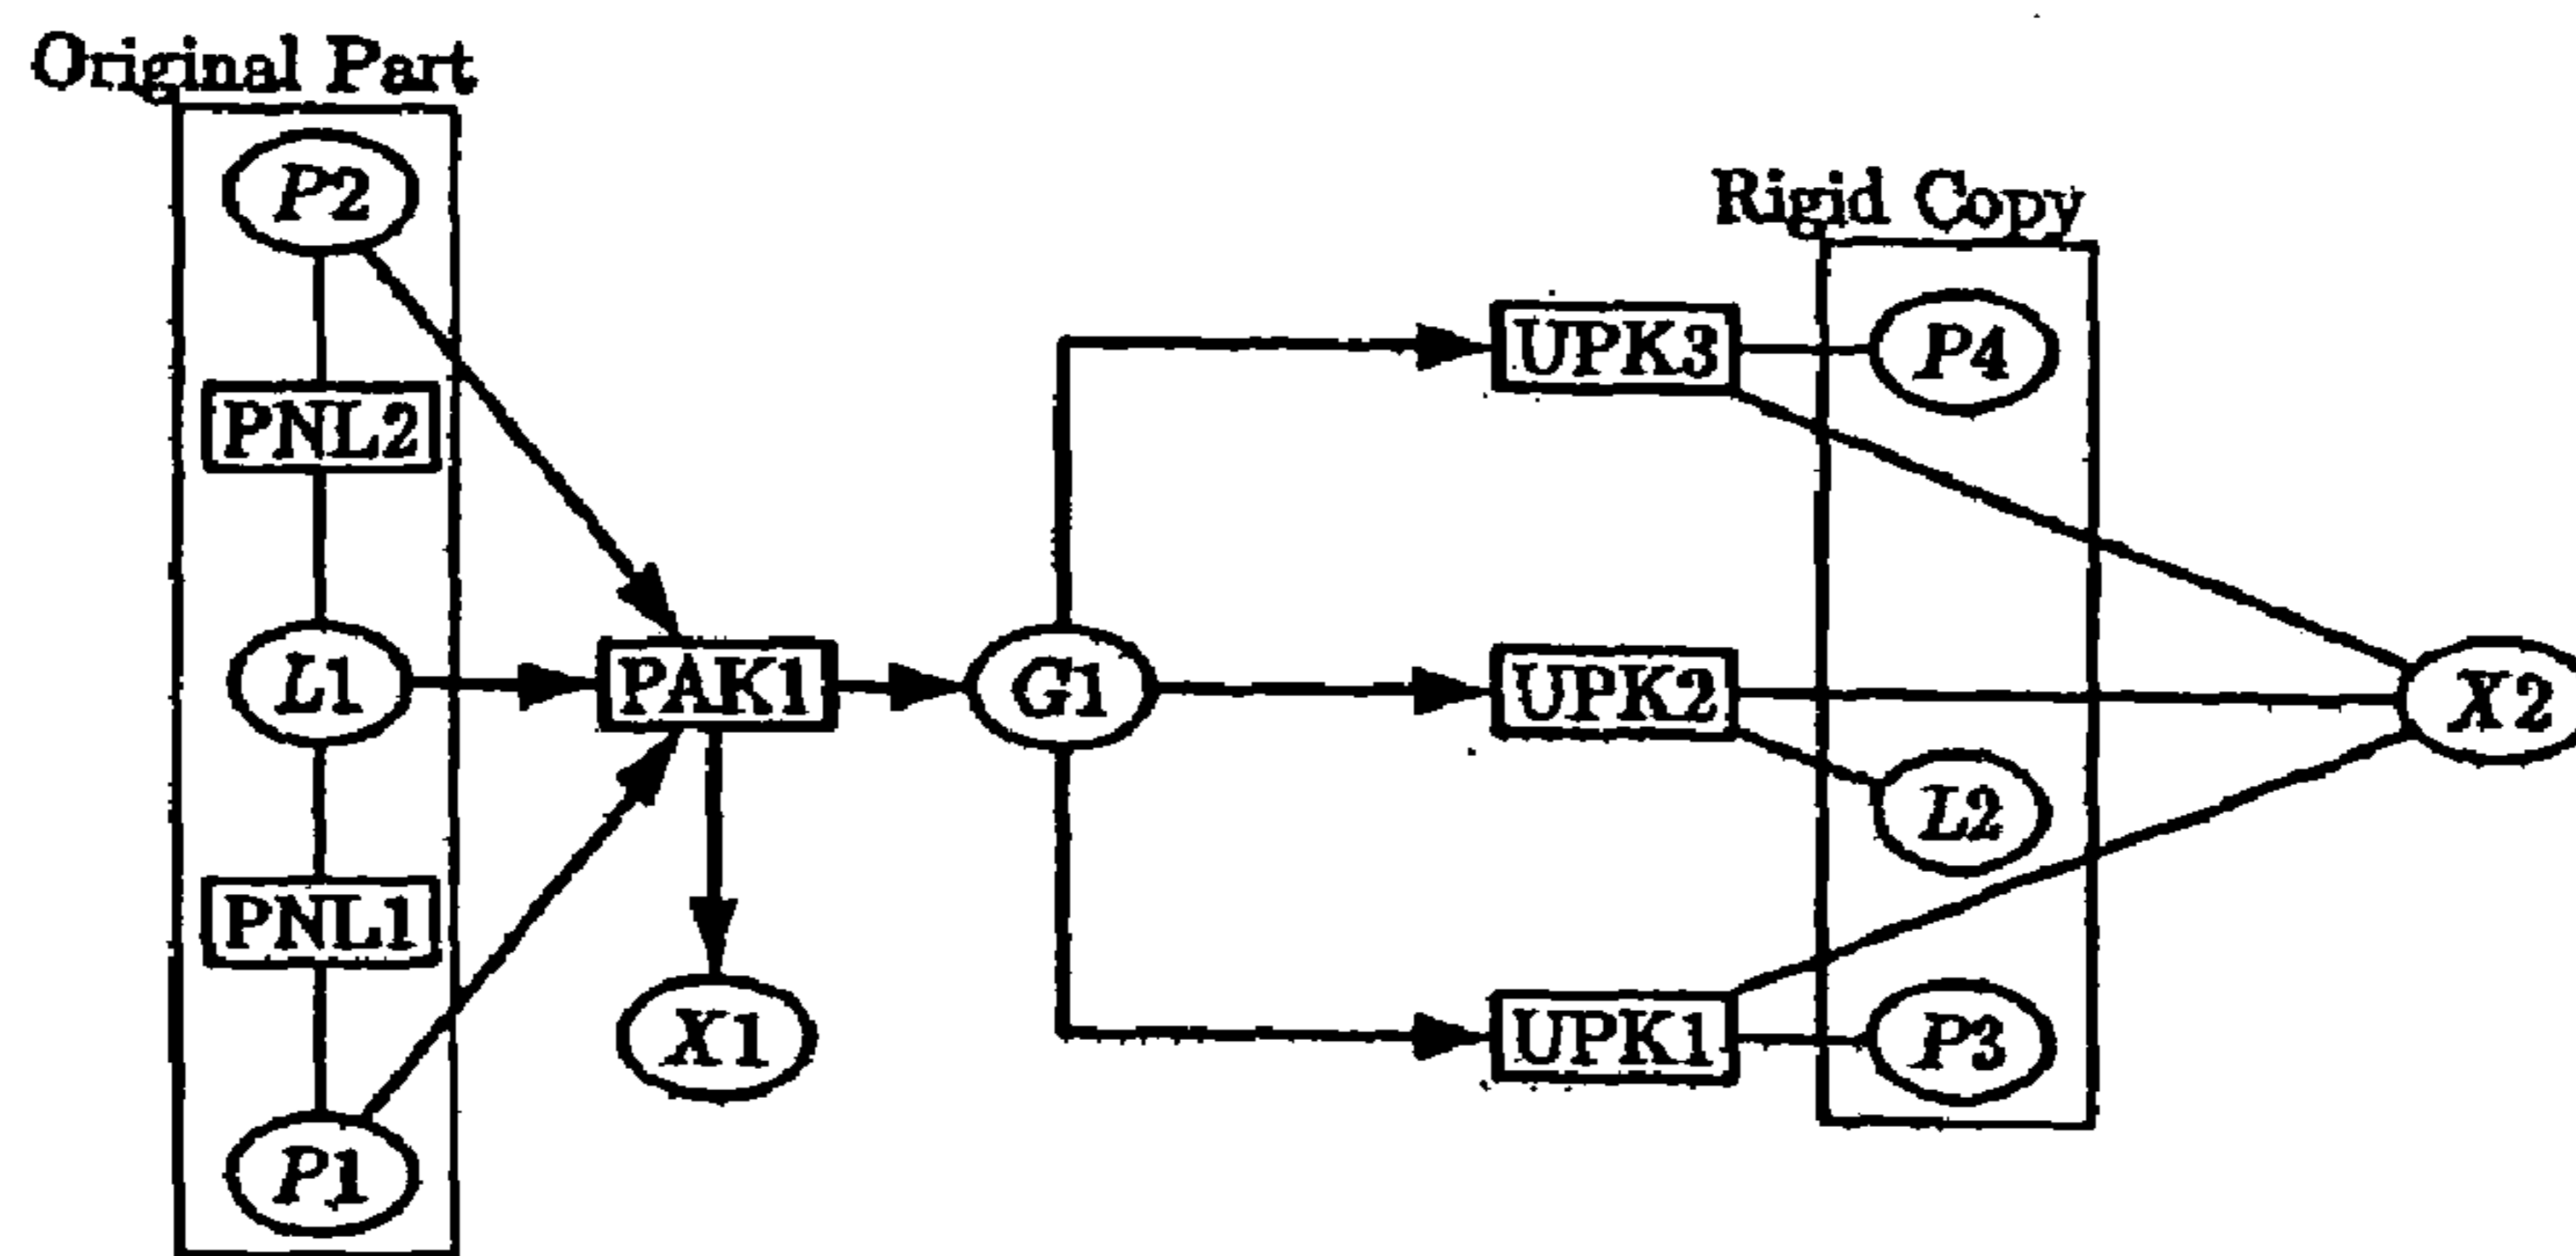 Original Part
P2
Rigid Copy
UPK3
P4
PNL2
L1
PAK1
G1
UPK2
X2
L2
PNL1
X1
UPK1
P3
P1